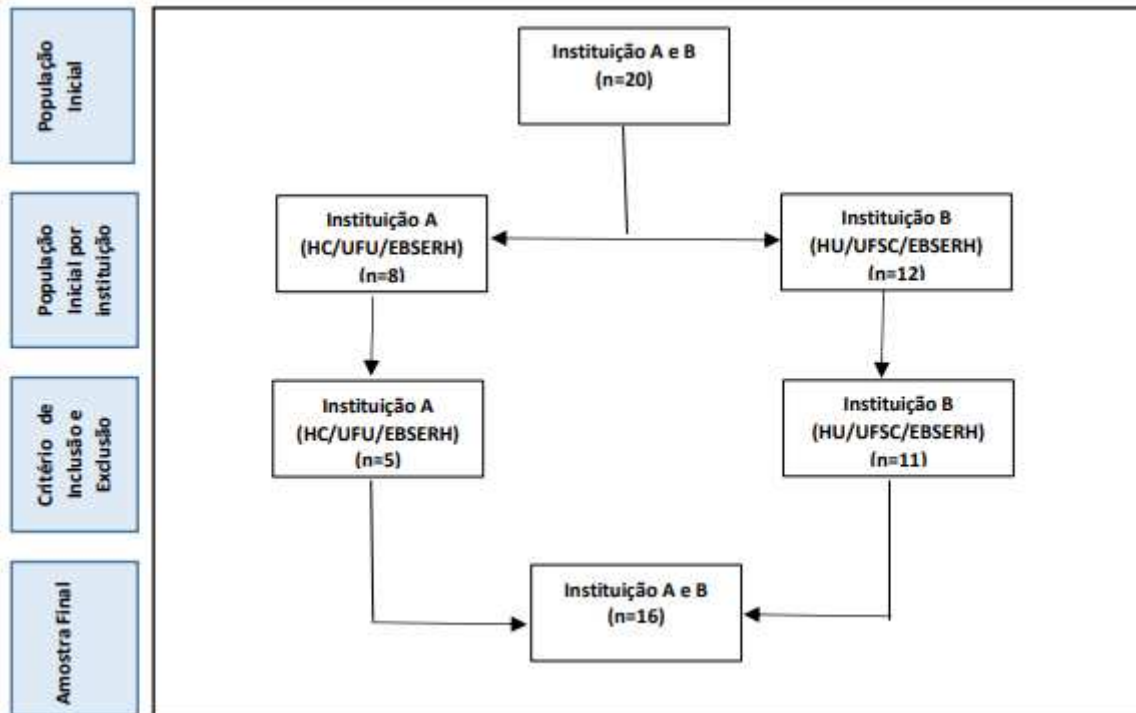 População
Inicial
Instituição A e B
(n=20)
População
Inicial por
instituição
Instituição A
(HC/UFU/EBSERH)
(n=8)
Instituição B
(HU/UFSC/EBSERH)
(n=12)
Critério de
Inclusão e
Exclusão
Instituição A
(HC/UFU/EBSERH)
(n=5)
Instituição B
(HU/UFSC/EBSERH)
(n=11)
Amostra Final
Instituição A e B
(n=16)